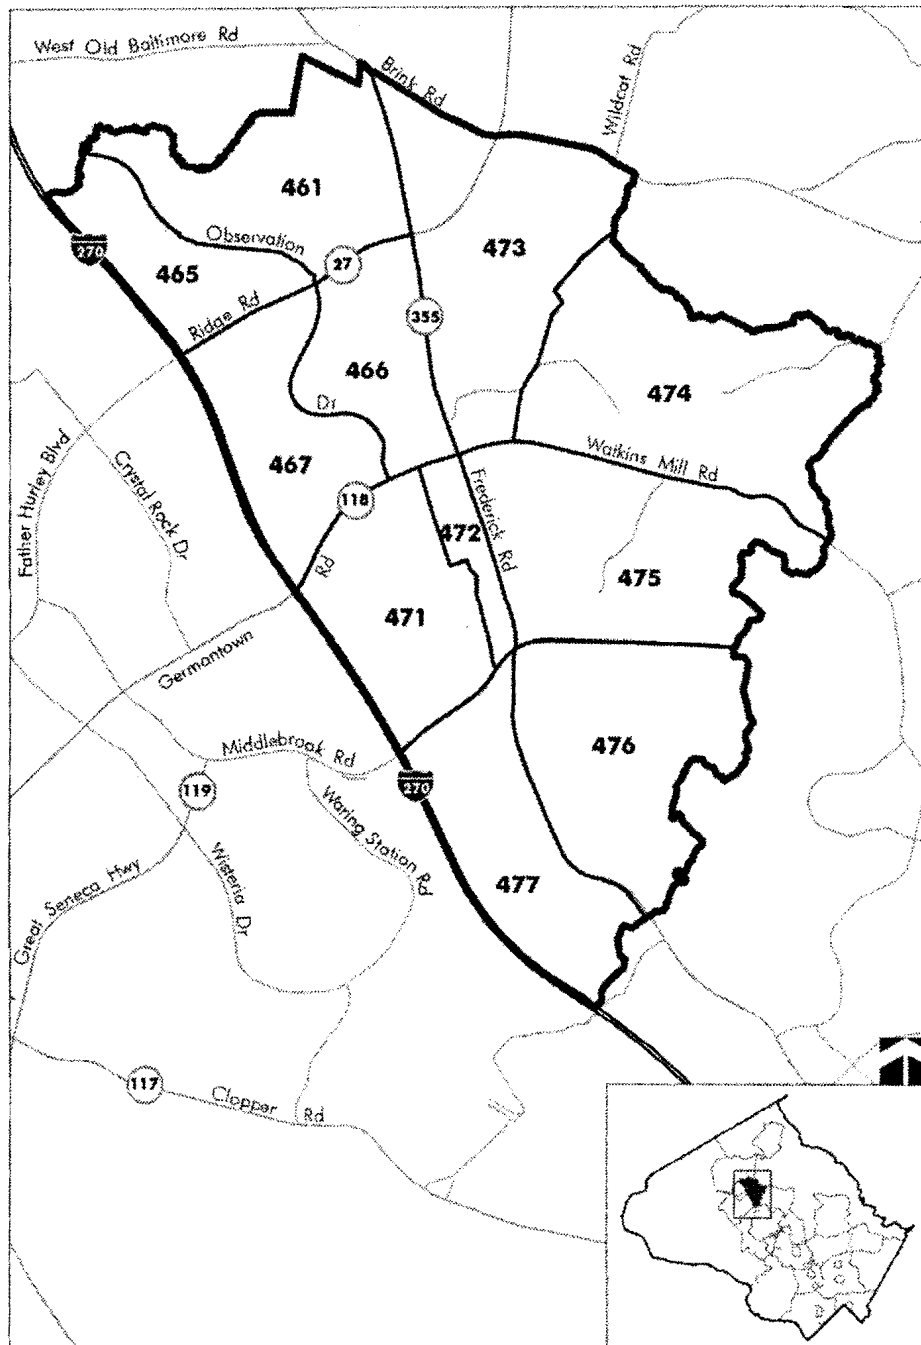 West Old Baltimore Rd
Brink Rd
Wildcat Rd
461
Observation
270
465
27
473
Ridge Rd
355
466
474
Dr
Father Hurley Blvd
Crystal Rock Dr
467
Watkins Mill Rd
118
Frederick Rd
472
Rd
475
471
Germantown
Middlebrook Rd
476
270
119
Waring Station Rd
Wisteria Dr
Great Seneca Hwy
477
117
Clopper Rd